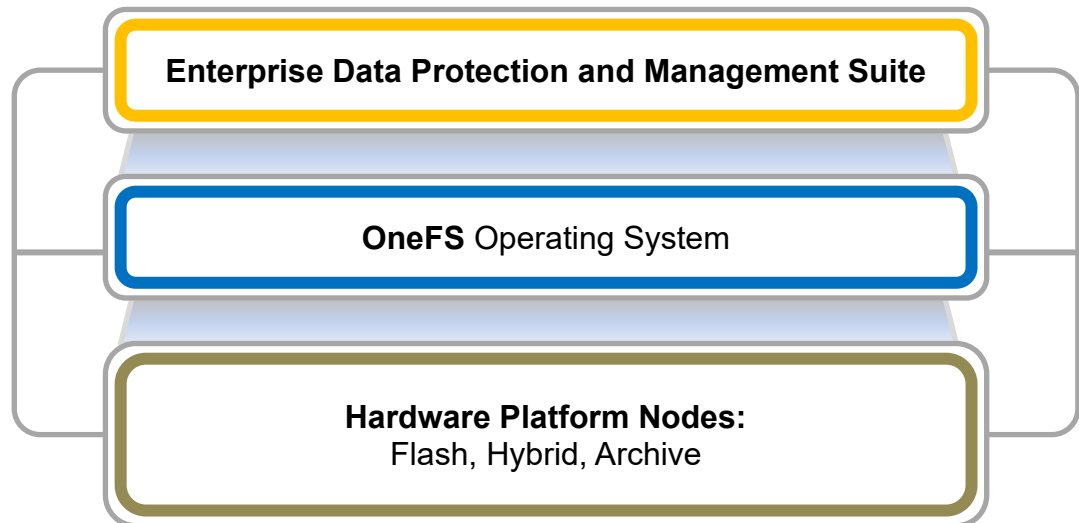 Enterprise Data Protection and Management Suite
OneFS Operating System
Hardware Platform Nodes:
Flash, Hybrid, Archive